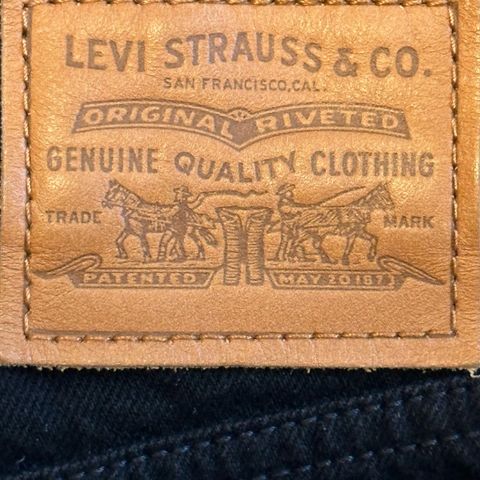 LEVI STRAUSS & CO.
SAN FRANCISCO, CAL.
ORIGINAL RIVETED
GENUINE QUALITY CLOTHING
TRADE MARK
PATENTED MAY 20 1873